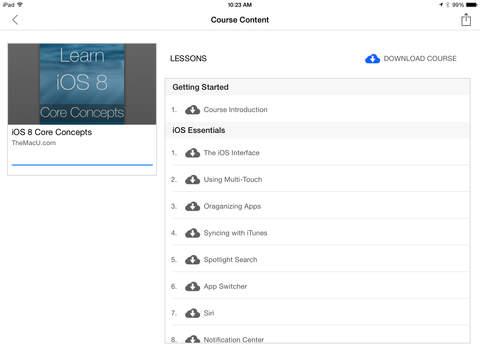 iPad 10:23 AM 99%
Course Content
Learn
iOS 8
Core Concepts
iOS 8 Core Concepts
TheMacU.com
LESSONS
DOWNLOAD COURSE
Getting Started
1. Course Introduction
iOS Essentials
1. The iOS Interface
2. Using Multi-Touch
3. Oraganizing Apps
4. Syncing with iTunes
5. Spotlight Search
6. App Switcher
7. Siri
8. Notification Center